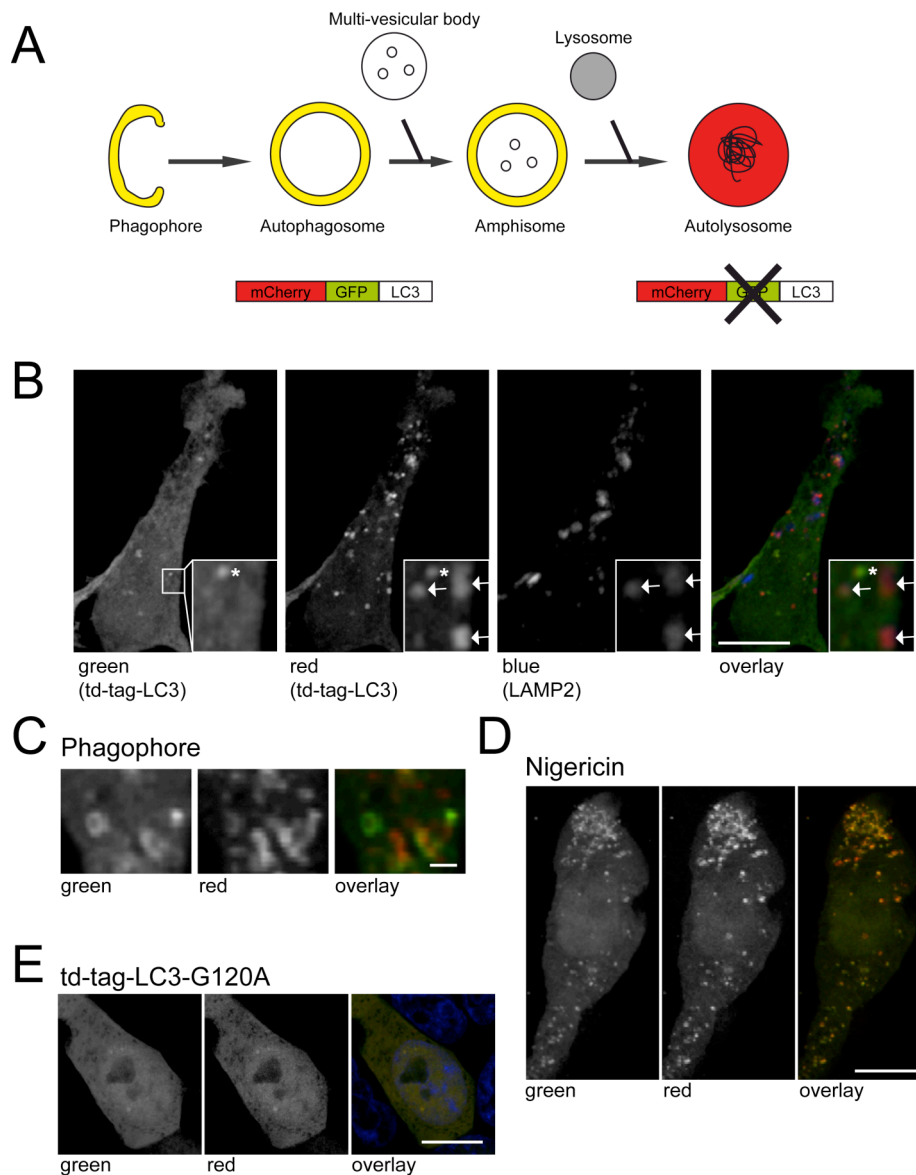 A
Multi-vesicular body
Lysosome
Phagophore
Autophagosome
Amphisome
Autolysosome
mCherry GFP LC3
mCherry GFP LC3
B
* * *
green
(td-tag-LC3)
red
(td-tag-LC3)
blue
(LAMP2)
overlay
C
Phagophore
green
red
overlay
D
Nigericin
green
red
overlay
E
td-tag-LC3-G120A
green
red
overlay